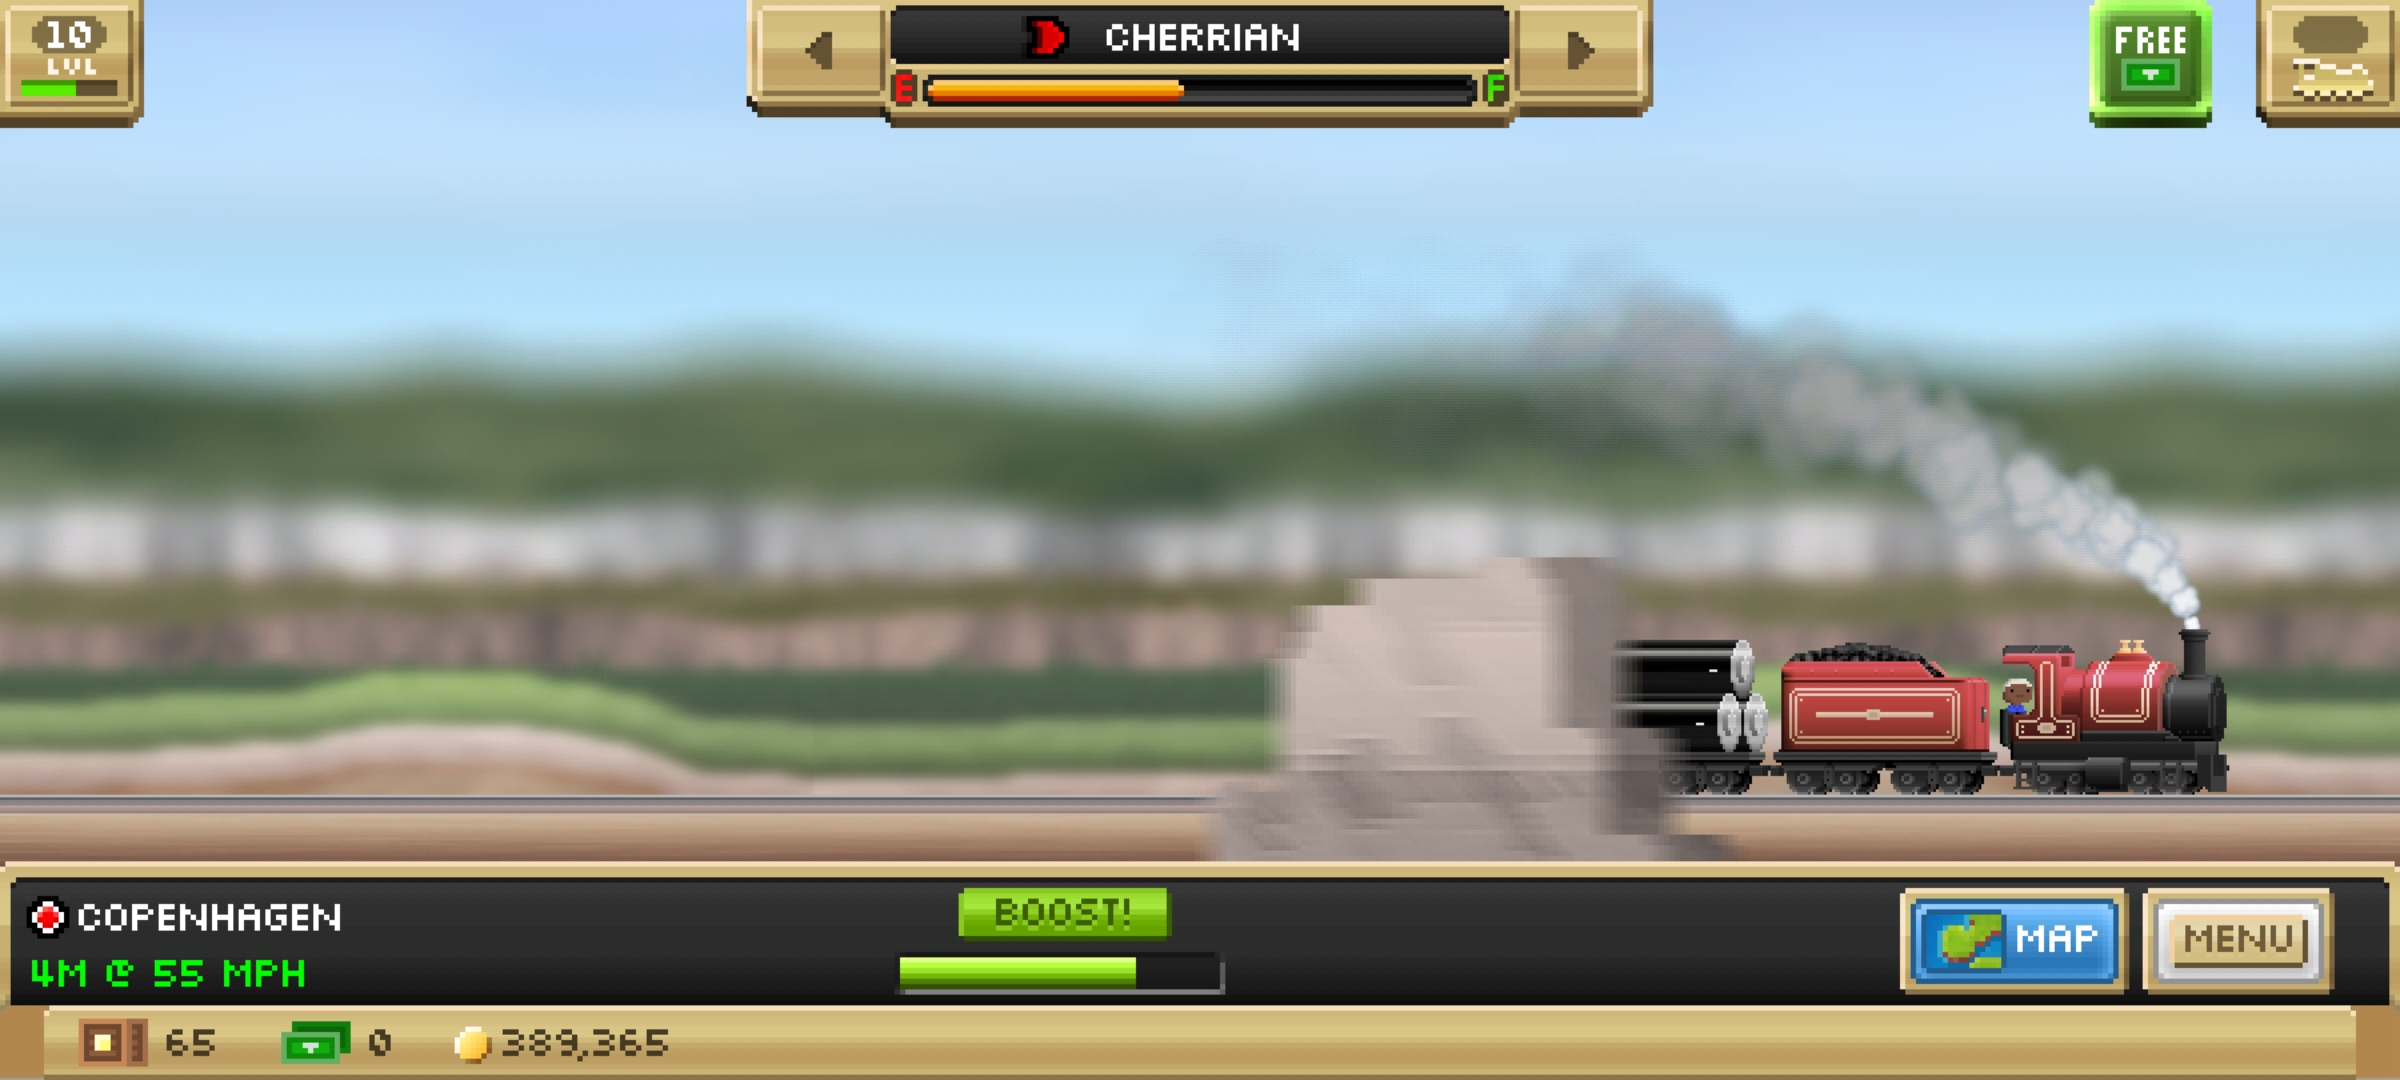 10
LVL
CHERRIAN
E F
FREE
COPENHAGEN
4M @ 55 MPH
BOOST!
MAP
MENU
65
0
389,365